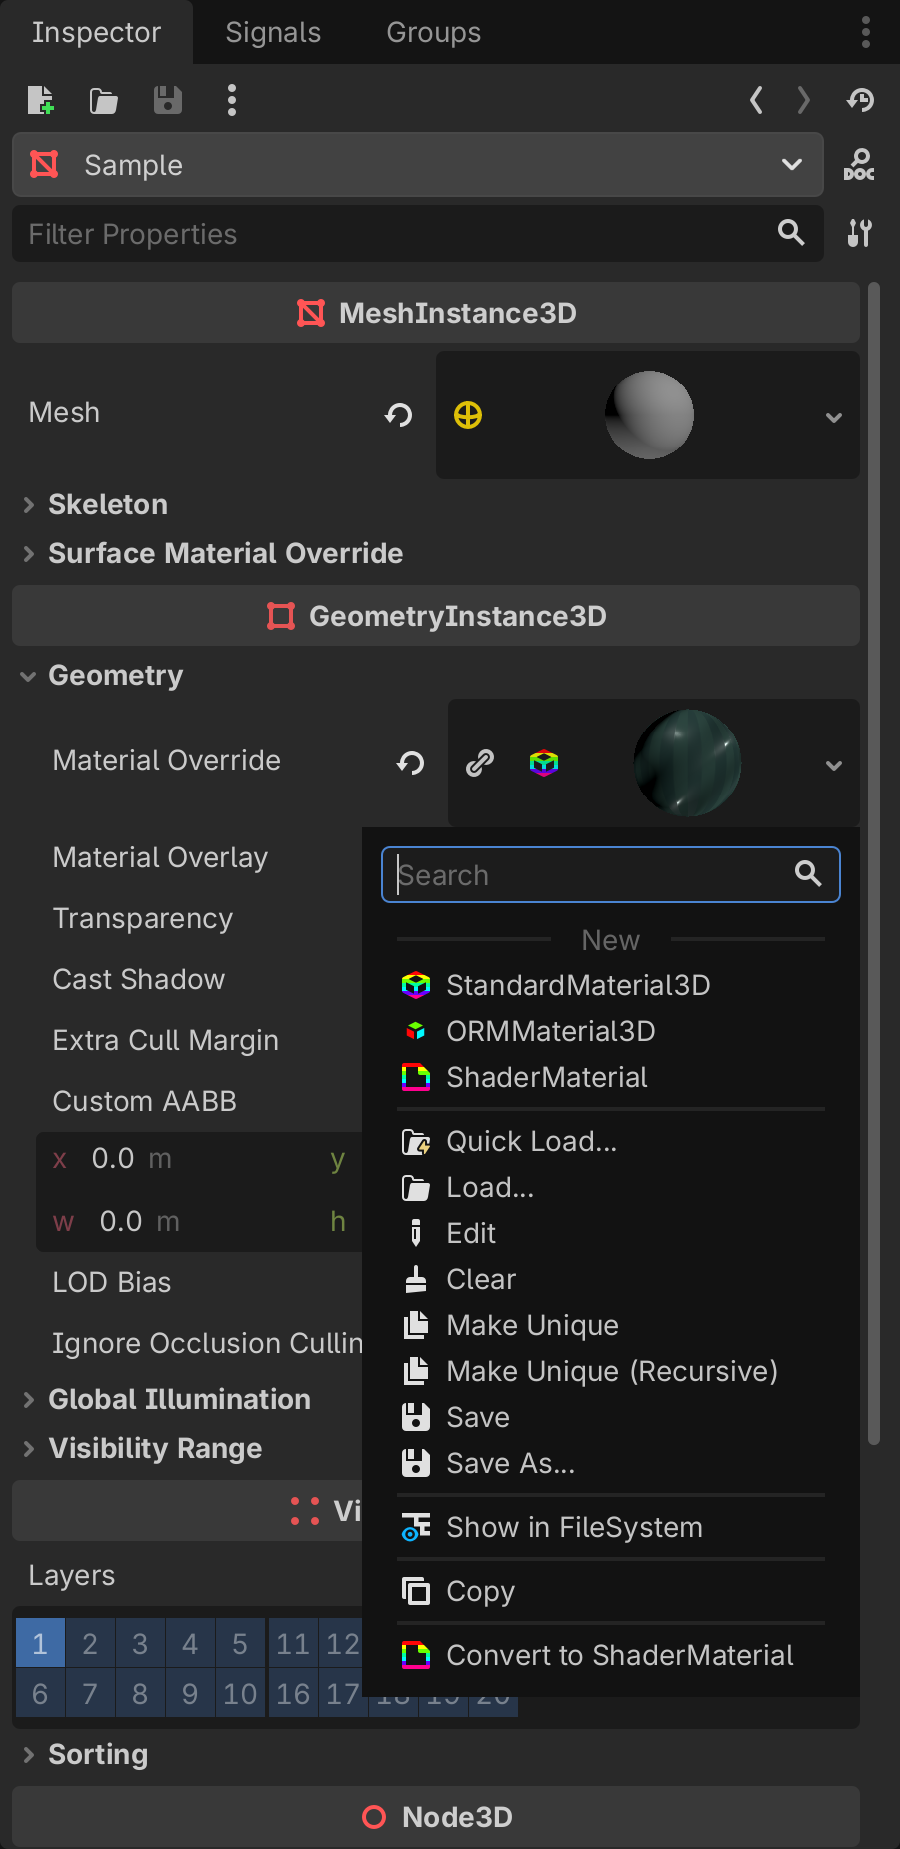 Inspector Signals Groups
Sample
DOC
Filter Properties
MeshInstance3D
Mesh
Skeleton
Surface Material Override
GeometryInstance3D
Geometry
Material Override
Material Overlay
Transparency
Cast Shadow
Extra Cull Margin
Custom AABB
x 0.0 m y
w 0.0 m h
LOD Bias
Ignore Occlusion Cullin
Global Illumination
Visibility Range
Vi
Layers
1 2 3 4 5 11 12
6 7 8 9 10 16 17 18 19 20
Sorting
Node3D
Search
New
StandardMaterial3D
ORMMaterial3D
ShaderMaterial
Quick Load...
Load...
Edit
Clear
Make Unique
Make Unique (Recursive)
Save
Save As...
Show in FileSystem
Copy
Convert to ShaderMaterial